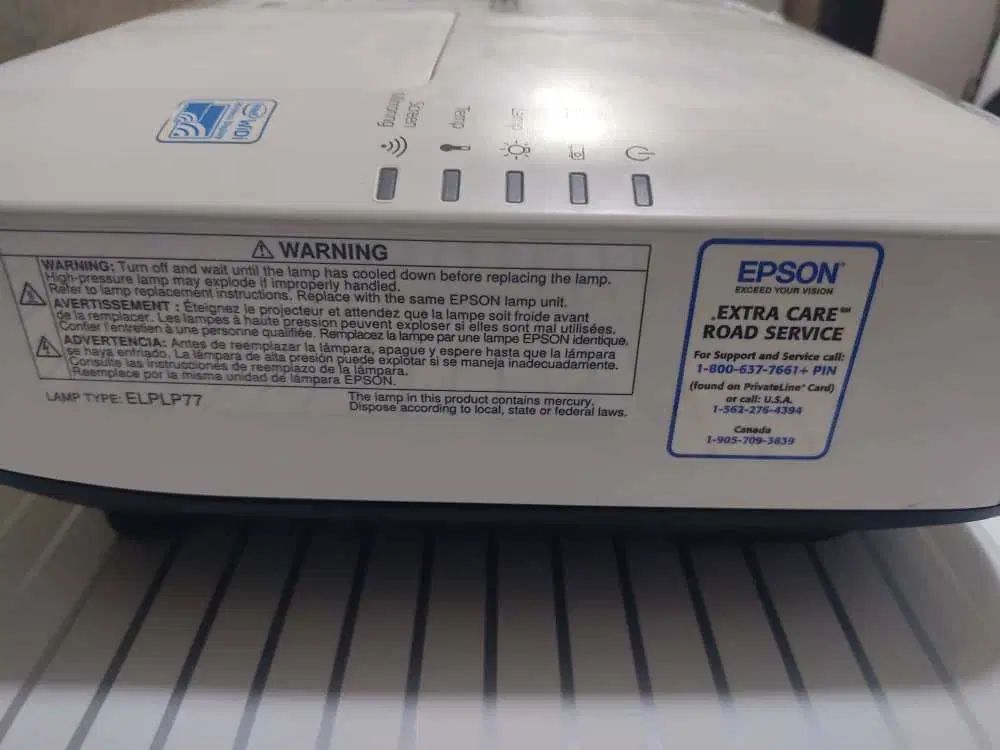 Screen
Mirroring
Temp
Lamp
intel
WiDi
WARNING
WARNING: Turn off and wait until the lamp has cooled down before replacing the lamp.
High-pressure lamp may explode if improperly handled.
Refer to lamp replacement instructions. Replace with the same EPSON lamp unit.
AVERTISSEMENT : Éteignez le projecteur et attendez que la lampe soit froide avant
de la remplacer. Les lampes à haute pression peuvent exploser si elles sont mal utilisées.
Confier l'entretien à une personne qualifiée. Remplacez la lampe par une lampe EPSON identique.
ADVERTENCIA: Antes de reemplazar la lámpara, apague y espere hasta que la lámpara
se haya enfriado. La lámpara de alta presión puede explotar si se maneja inadecuadamente.
Consulte las instrucciones de reemplazo de la lámpara.
Reemplace por la misma unidad de lámpara EPSON.
LAMP TYPE: ELPLP77
The lamp in this product contains mercury.
Dispose according to local, state or federal laws.
EPSON
EXCEED YOUR VISION
EXTRA CARE℠
ROAD SERVICE
For Support and Service call:
1-800-637-7661+ PIN
(found on PrivateLine® Card)
or call: U.S.A.
1-562-276-4394
Canada
1-905-709-3839